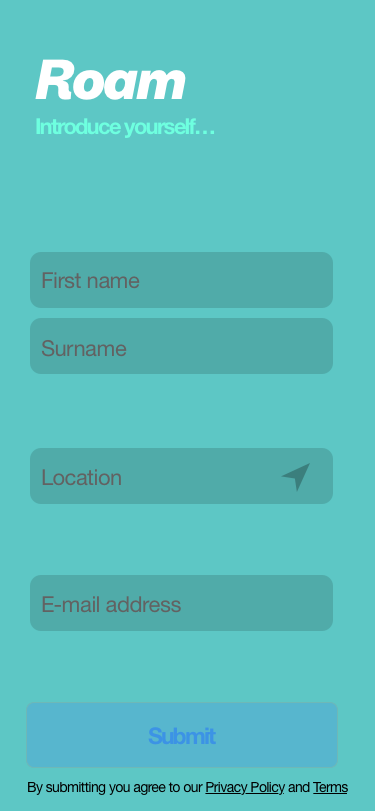 Roam
Introduce yourself...
First name
Surname
Location
E-mail address
Submit
By submitting you agree to our Privacy Policy and Terms